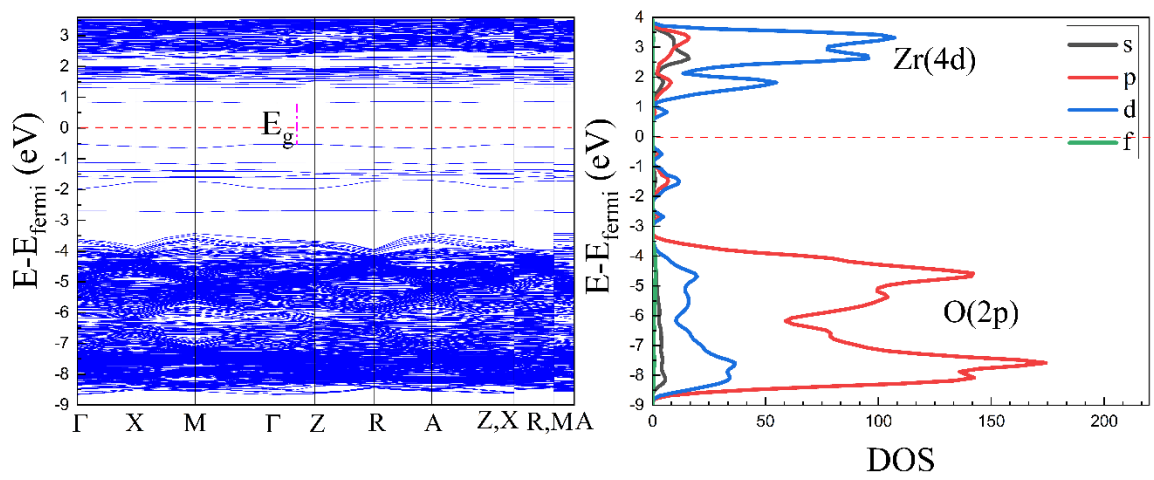 E-E_fermi (eV)
3
2
1
0
-1
-2
-3
-4
-5
-6
-7
-8
-9
E_g
Γ X M Γ Z R A Z,X R,MA
E-E_fermi (eV)
4
3
2
1
0
-1
-2
-3
-4
-5
-6
-7
-8
-9
Zr(4d)
s
p
d
f
O(2p)
0 50 100 150 200
DOS